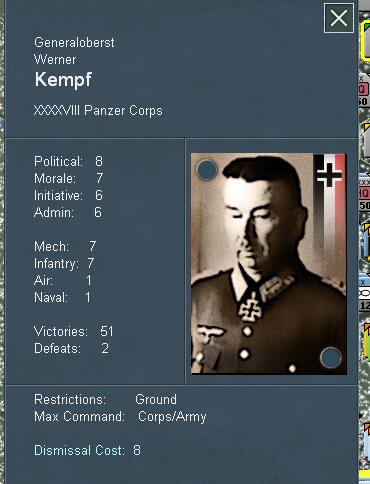 Generaloberst
Werner
Kempf
XXXXVIII Panzer Corps
Political: 8
Morale: 7
Initiative: 6
Admin: 6
Mech: 7
Infantry: 7
Air: 1
Naval: 1
Victories: 51
Defeats: 2
Restrictions: Ground
Max Command: Corps/Army
Dismissal Cost: 8